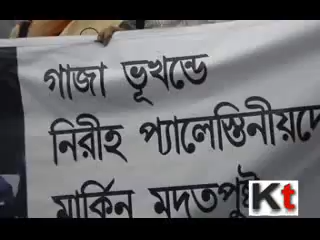 গাজা ভূখন্ডে
নিরীহ প্যালেস্তিনীয়দে
মার্কিন মদতপুষ্ট
Kt